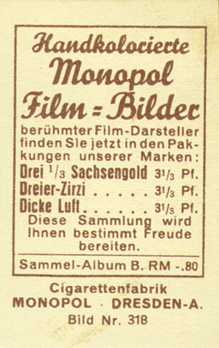 Handkolorierte
Monopol
Film=Bilder
berühmter Film-Darsteller
finden Sie jetzt in den Pak-
kungen unserer Marken:
Drei 1/3 Sachsengold 3 1/3 Pf.
Dreier-Zirzi . . . . 3 1/3 Pf.
Dicke Luft . . . . . 3 1/3 Pf.
Diese Sammlung wird
Ihnen bestimmt Freude
bereiten.
Sammel-Album B. RM -.80
Cigarettenfabrik
MONOPOL · DRESDEN-A.
Bild Nr. 318